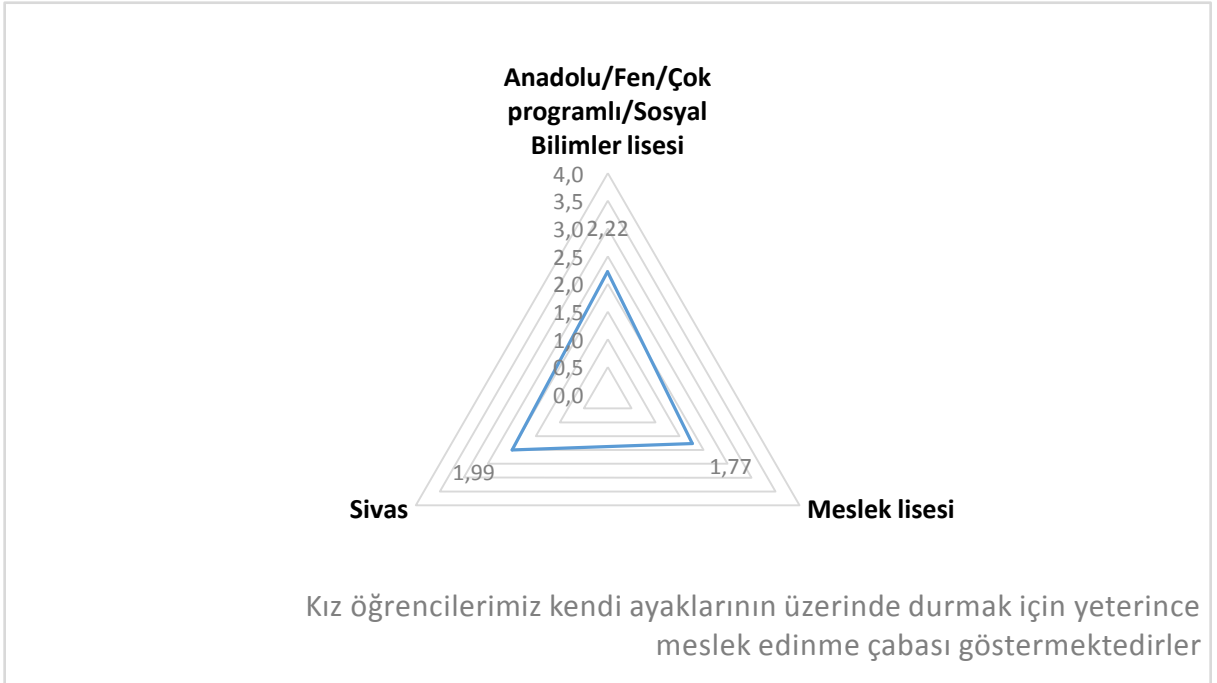 Anadolu/Fen/Çok
programlı/Sosyal
Bilimler lisesi
4,0
3,5
3,0
2,22
2,5
2,0
1,5
1,0
0,5
0,0
1,99
1,77
Sivas
Meslek lisesi
Kız öğrencilerimiz kendi ayaklarının üzerinde durmak için yeterince
meslek edinme çabası göstermektedirler